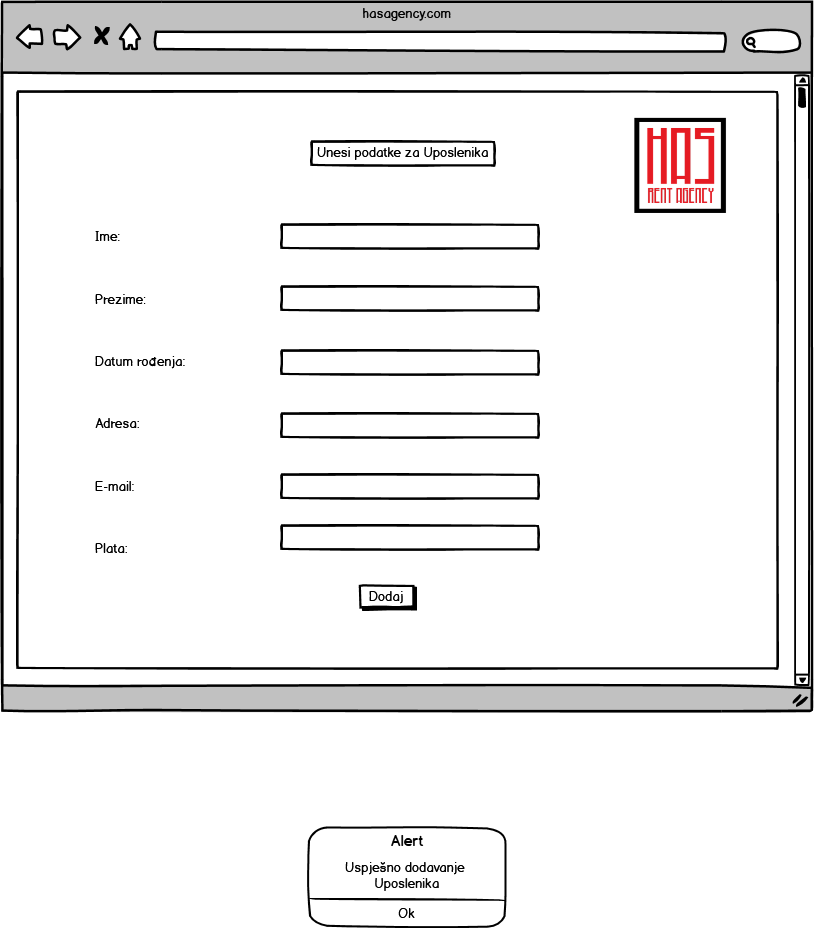 hasagency.com
Unesi podatke za Uposlenika
HAS
RENT AGENCY
Ime:
Prezime:
Datum rođenja:
Adresa:
E-mail:
Plata:
Dodaj
Alert
Uspješno dodavanje
Uposlenika
Ok